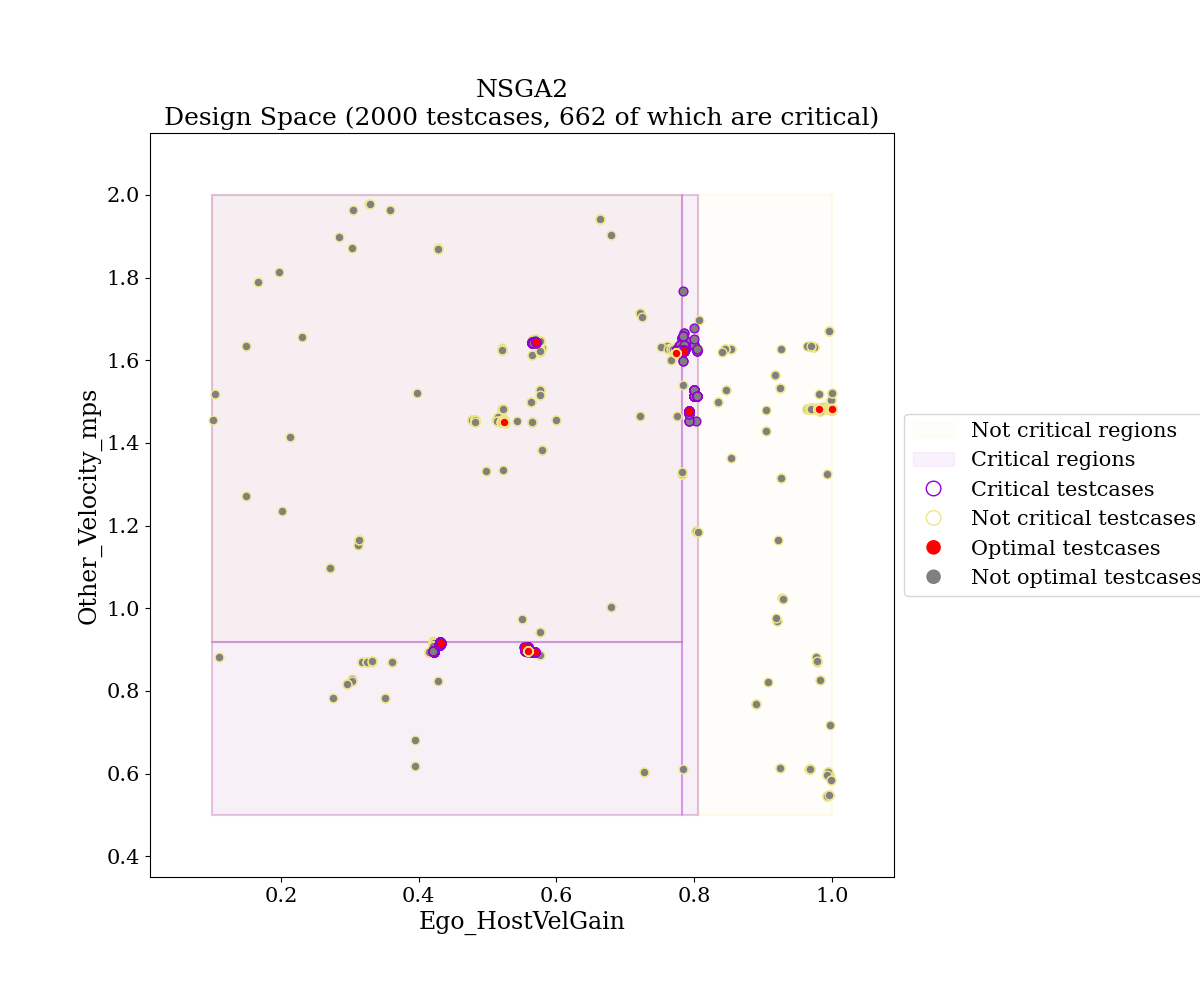 NSGA2
Design Space (2000 testcases, 662 of which are critical)
Other_Velocity_mps
2.0
1.8
1.6
1.4
1.2
1.0
0.8
0.6
0.4
0.2
0.4
0.6
0.8
1.0
Ego_HostVelGain
Not critical regions
Critical regions
Critical testcases
Not critical testcases
Optimal testcases
Not optimal testcases